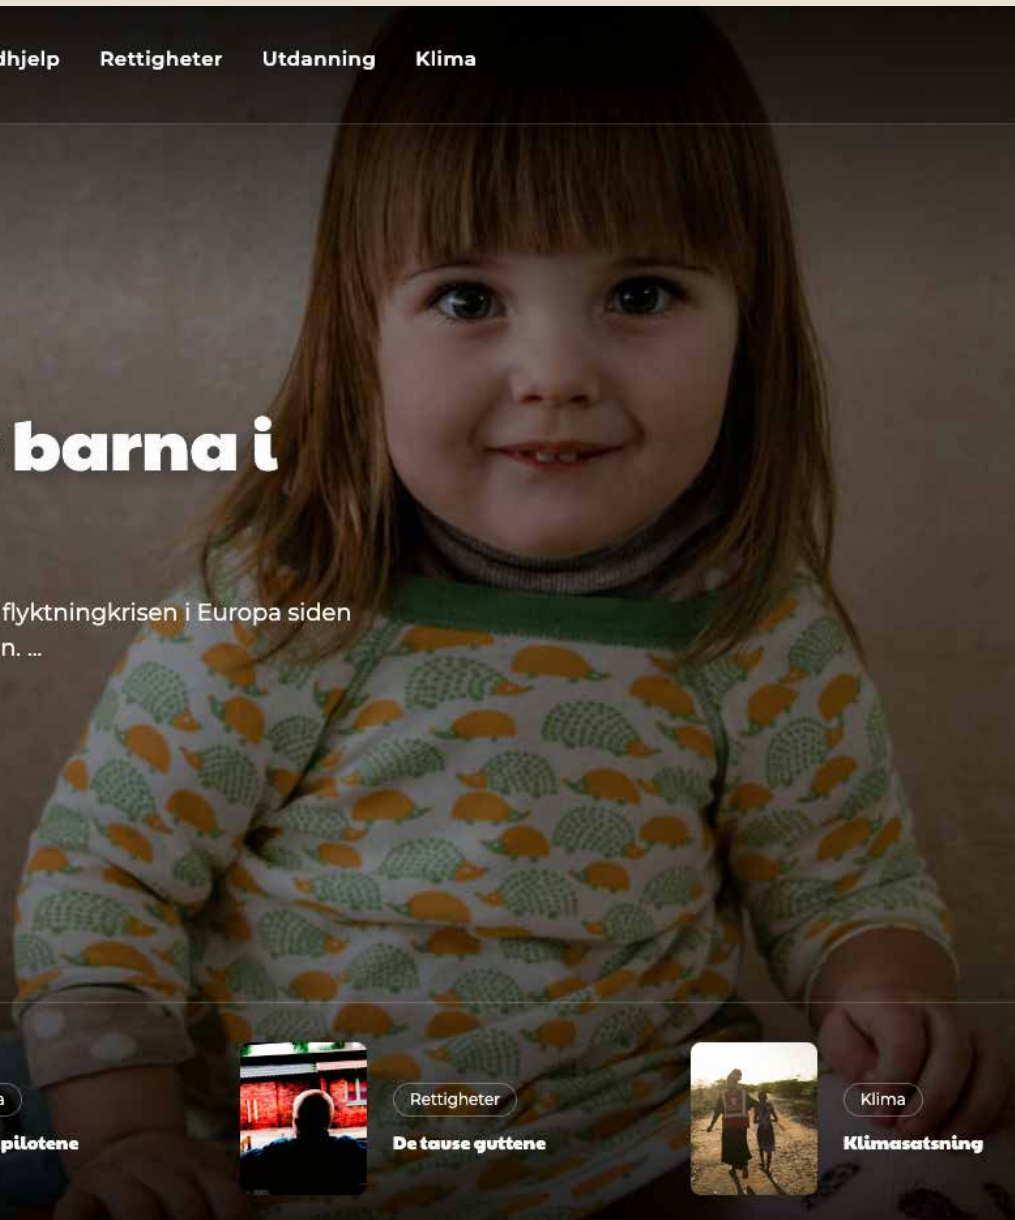 dhjelp Rettigheter Utdanning Klima
barna i
flyktningkrisen i Europa siden
n. ...
a
pilotene
Rettigheter
De tause guttene
Klima
Klimasatsning